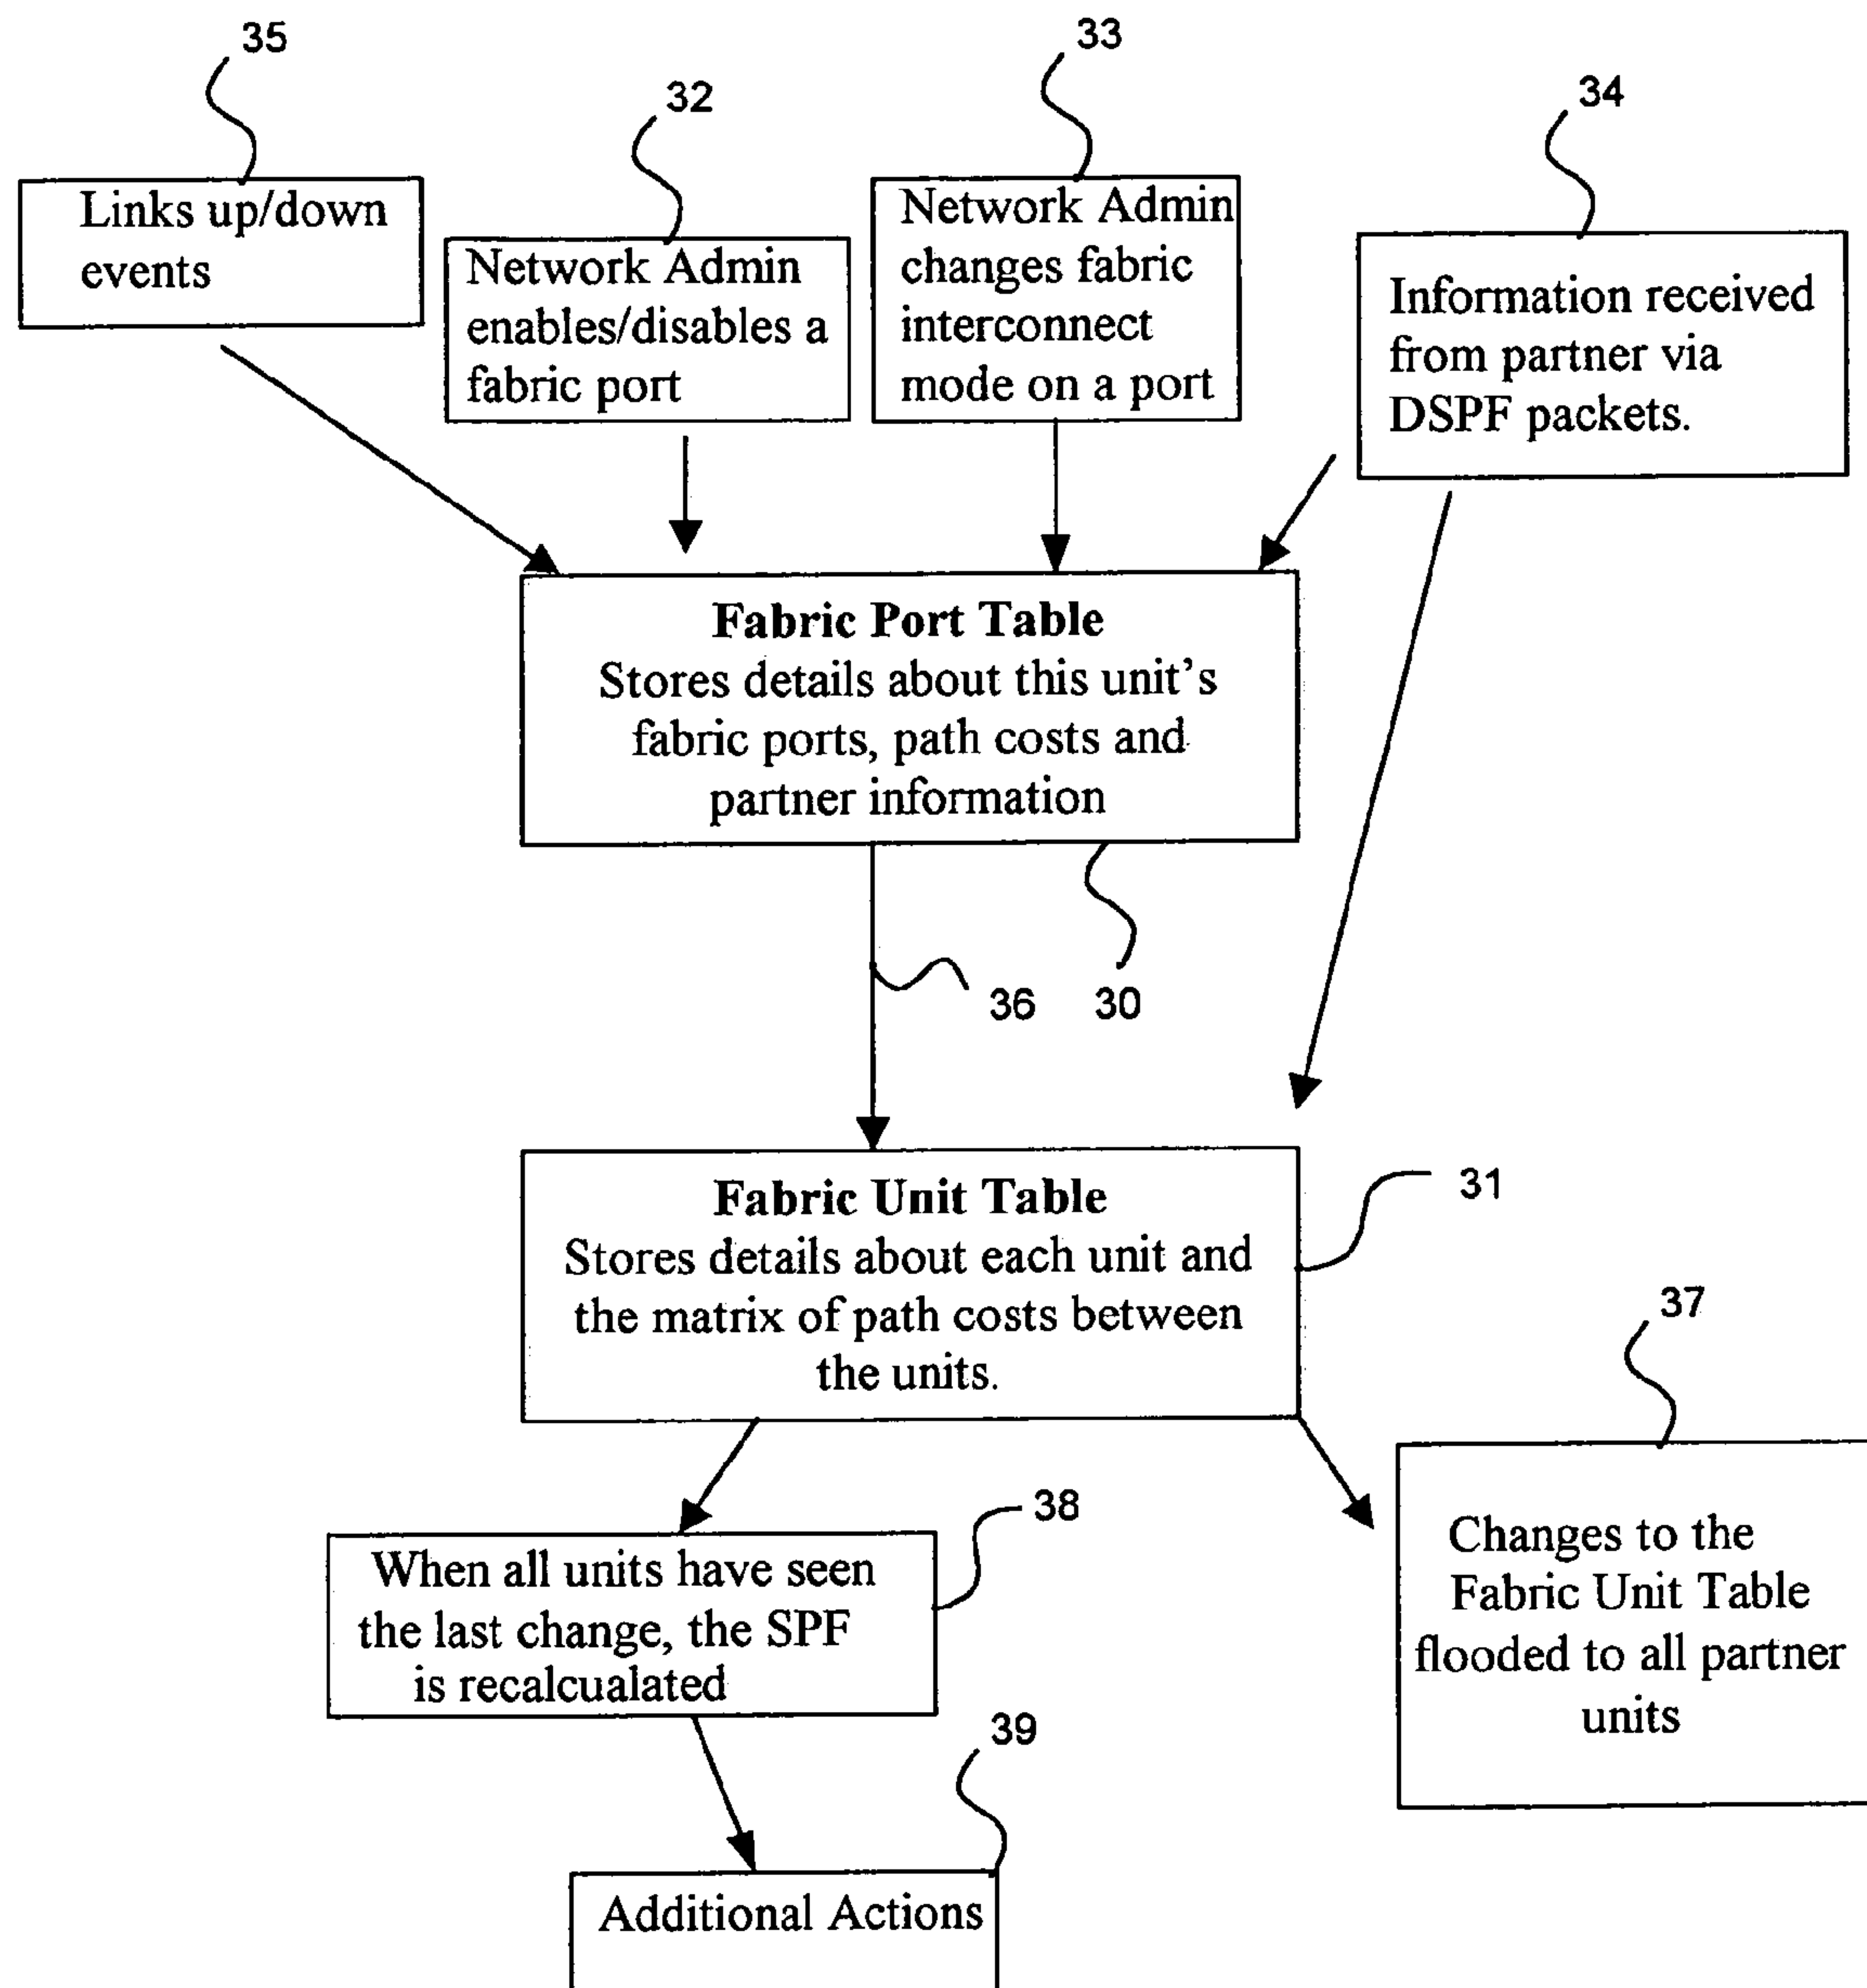 35
33
32
34
Links up/down
events
Network Admin
enables/disables a
fabric port
Network Admin
changes fabric
interconnect
mode on a port
Information received
from partner via
DSPF packets.
Fabric Port Table
Stores details about this unit's
fabric ports, path costs and
partner information
36
30
Fabric Unit Table
Stores details about each unit and
the matrix of path costs between
the units.
31
37
38
When all units have seen
the last change, the SPF
is recalcualated
Changes to the
Fabric Unit Table
flooded to all partner
units
39
Additional Actions